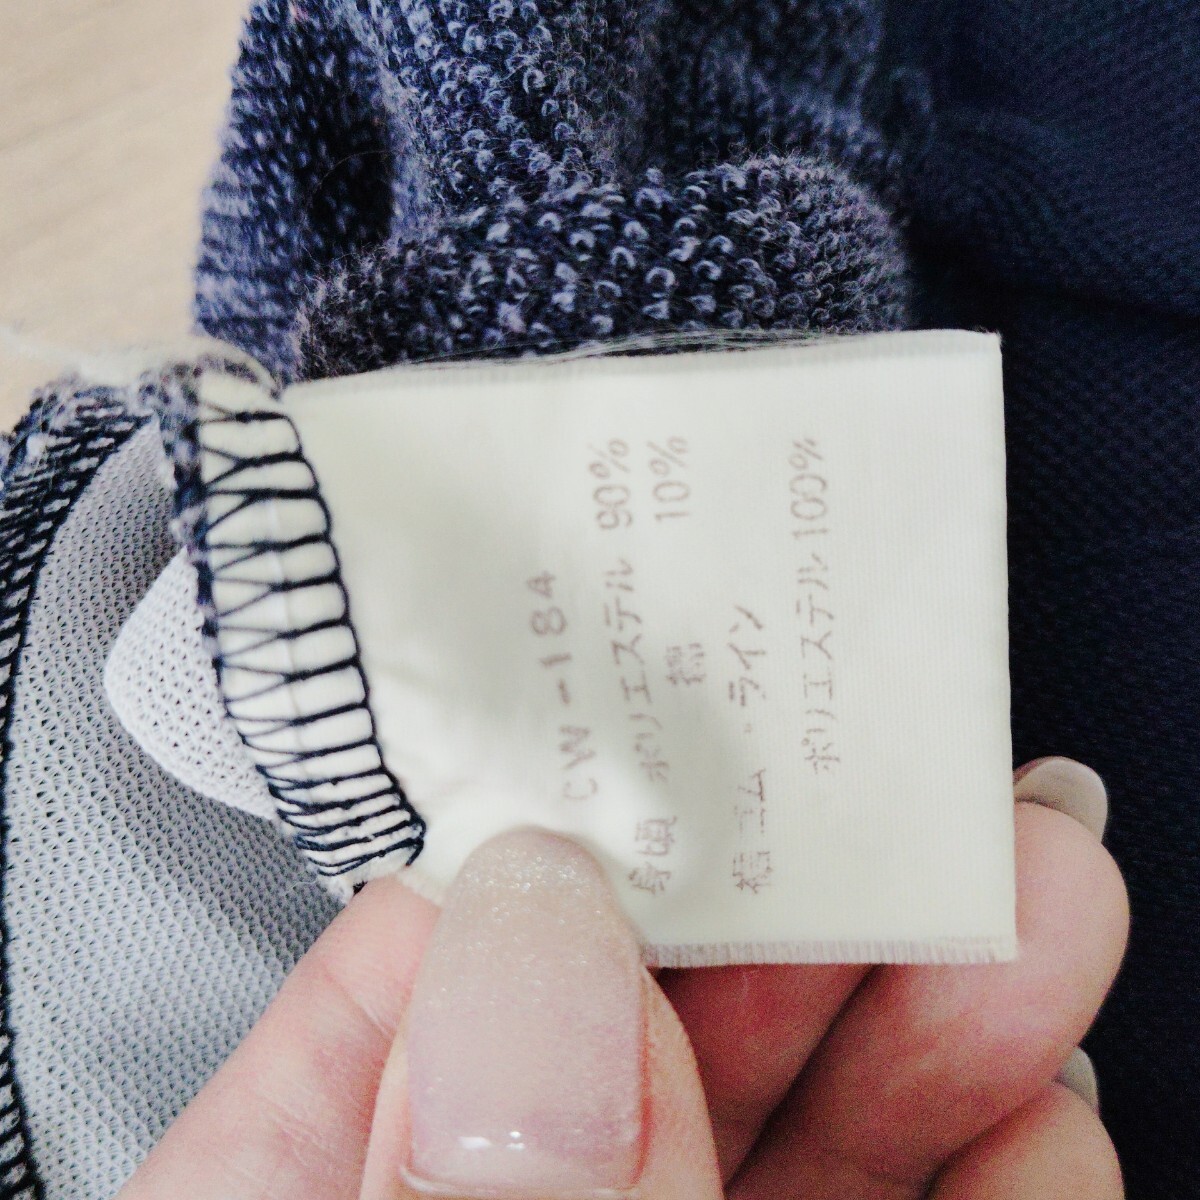 CW-184
身頃 ポリエステル 90%
綿 10%
ゴム・ライン
ポリエステル 100%